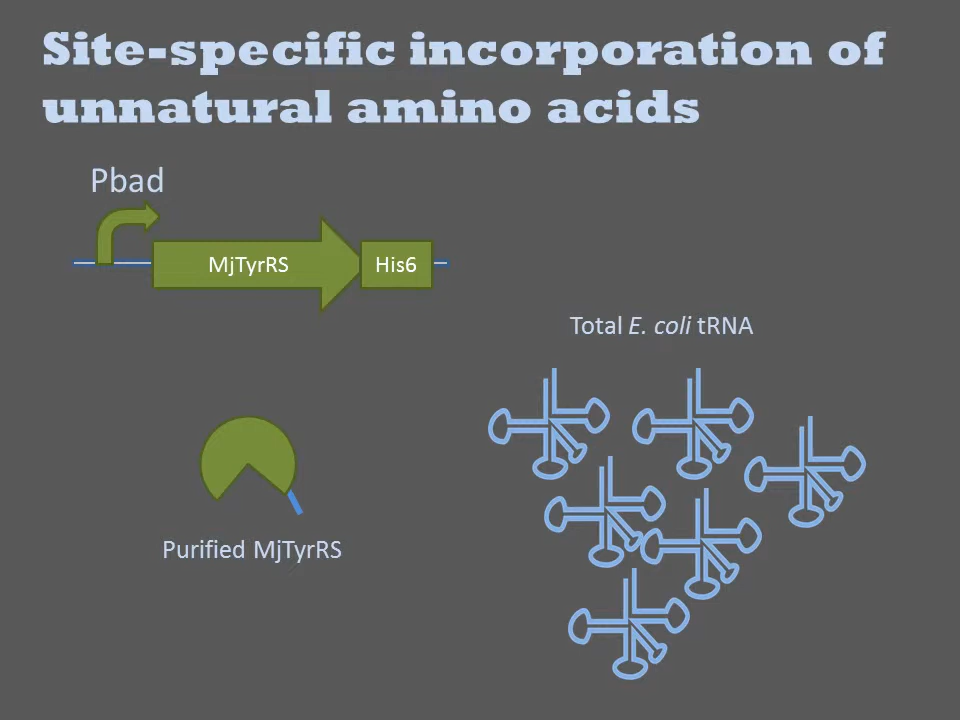 Site-specific incorporation of
unnatural amino acids
Pbad
MjTyrRS
His6
Total E. coli tRNA
Purified MjTyrRS